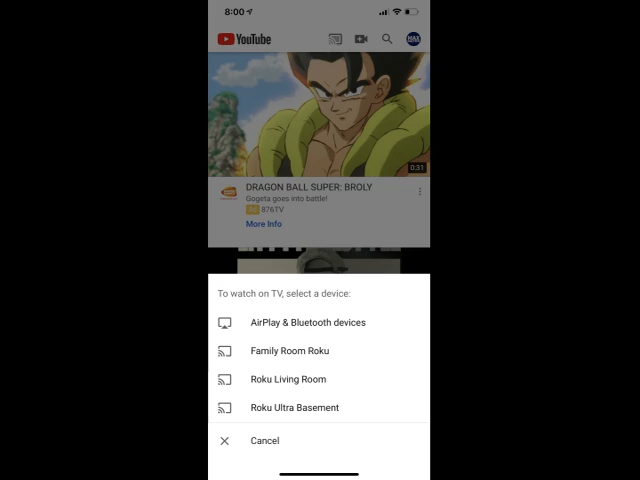 8:00
YouTube
0:31
DRAGON BALL SUPER: BROLY
Gogeta goes into battle!
Ad 876TV
More Info
To watch on TV, select a device:
AirPlay & Bluetooth devices
Family Room Roku
Roku Living Room
Roku Ultra Basement
Cancel